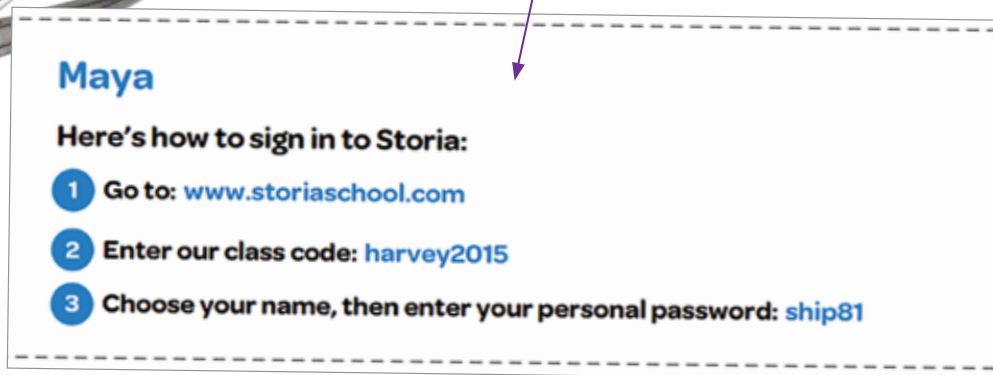 Maya
Here's how to sign in to Storia:
1 Go to: www.storiaschool.com
2 Enter our class code: harvey2015
3 Choose your name, then enter your personal password: ship81